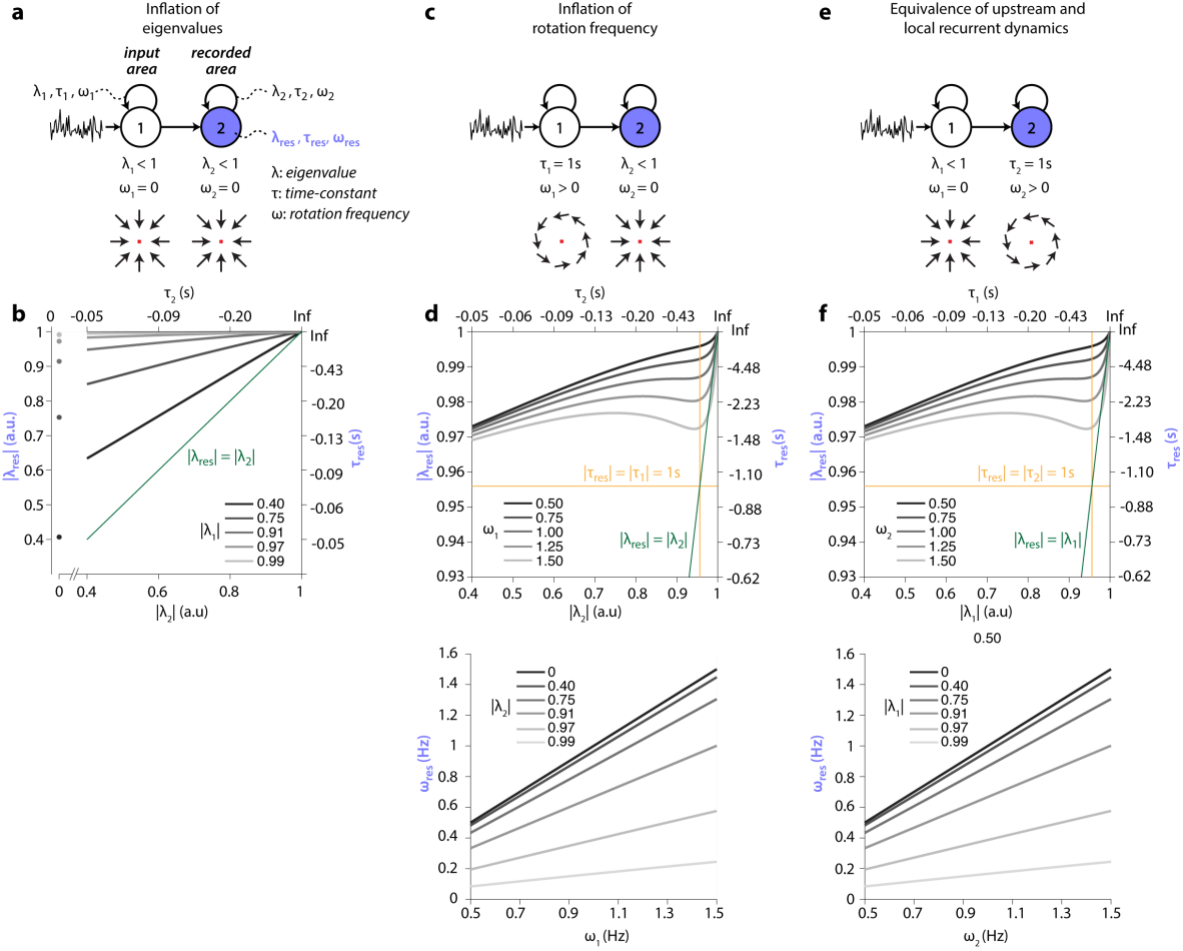 a
Inflation of
eigenvalues
input
area
recorded
area
λ1 , τ1 , ω1
λ2, τ2, ω2
1
2
λres , τres, ωres
λ1 < 1
λ2 < 1
ω1 = 0
ω2 = 0
λ: eigenvalue
τ: time-constant
ω: rotation frequency
c
Inflation of
rotation frequency
1
2
τ1 = 1s
λ2 < 1
ω1 > 0
ω2 = 0
e
Equivalence of upstream and
local recurrent dynamics
1
2
λ1 < 1
τ2 = 1s
ω1 = 0
ω2 > 0
b
τ2 (s)
0 -0.05 -0.09 -0.20 Inf
Inf
-0.43
-0.20
-0.13
-0.09
-0.06
-0.05
τres (s)
|λres| (a.u.)
1
0.9
0.8
0.7
0.6
0.5
0.4
|λres| = |λ2|
|λ1|
0.40
0.75
0.91
0.97
0.99
0 0.4 0.6 0.8 1
|λ2| (a.u)
d
τ2 (s)
-0.05 -0.06 -0.09 -0.13 -0.20 -0.43 Inf
Inf
-4.48
-2.23
-1.48
-1.10
-0.88
-0.73
-0.62
τres(s)
|λres| (a.u.)
1
0.99
0.98
0.97
0.96
0.95
0.94
0.93
|τres| = |τ1| = 1s
|λres| = |λ2|
ω1
0.50
0.75
1.00
1.25
1.50
0.4 0.5 0.6 0.7 0.8 0.9 1
|λ2| (a.u)
f
τ1 (s)
-0.05 -0.06 -0.09 -0.13 -0.20 -0.43 Inf
Inf
-4.48
-2.23
-1.48
-1.10
-0.88
-0.73
-0.62
τres(s)
|λres| (a.u.)
1
0.99
0.98
0.97
0.96
0.95
0.94
0.93
|τres| = |τ2| = 1s
|λres| = |λ1|
ω2
0.50
0.75
1.00
1.25
1.50
0.4 0.5 0.6 0.7 0.8 0.9 1
|λ1| (a.u)
0.50
ωres (Hz)
1.6
1.4
1.2
1
0.8
0.6
0.4
0.2
0
|λ2|
0
0.40
0.75
0.91
0.97
0.99
0.5 0.7 0.9 1.1 1.3 1.5
ω1 (Hz)
ωres (Hz)
1.6
1.4
1.2
1
0.8
0.6
0.4
0.2
0
|λ1|
0
0.40
0.75
0.91
0.97
0.99
0.5 0.7 0.9 1.1 1.3 1.5
ω2 (Hz)